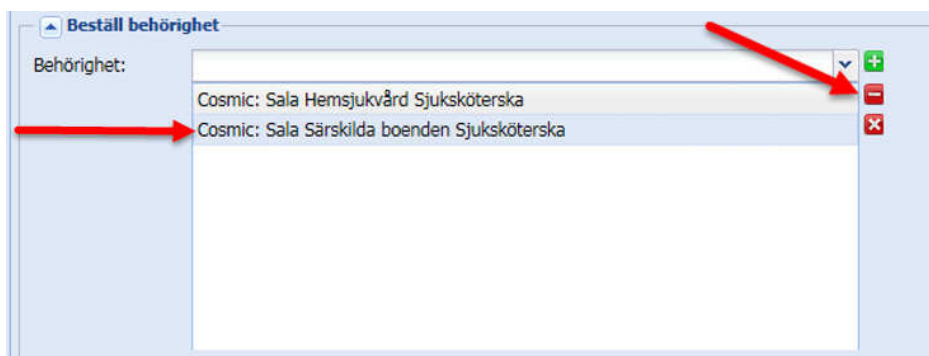 Beställ behörighet
Behörighet:
Cosmic: Sala Hemsjukvård Sjuksköterska
Cosmic: Sala Särskilda boenden Sjuksköterska